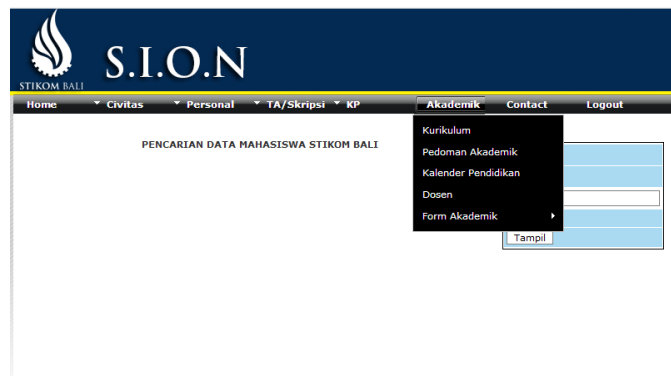 S.I.O.N
STIKOM BALI
Home Civitas Personal TA/Skripsi KP Akademik Contact Logout
PENCARIAN DATA MAHASISWA STIKOM BALI
Kurikulum
Pedoman Akademik
Kalender Pendidikan
Dosen
Form Akademik
Tampil